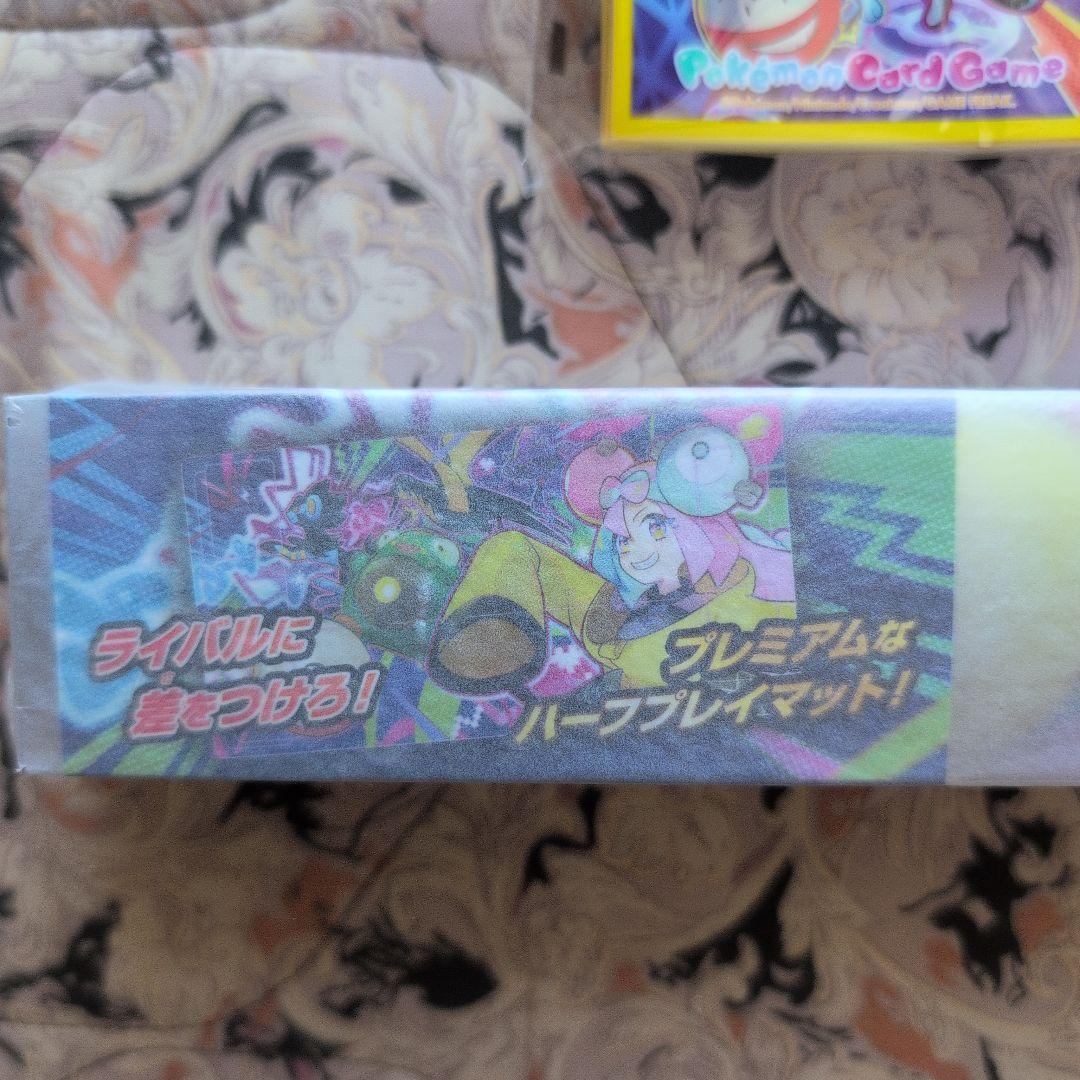 Pokémon Card Game
ライバルに
差をつけろ!
プレミアムな
ハーフプレイマット!